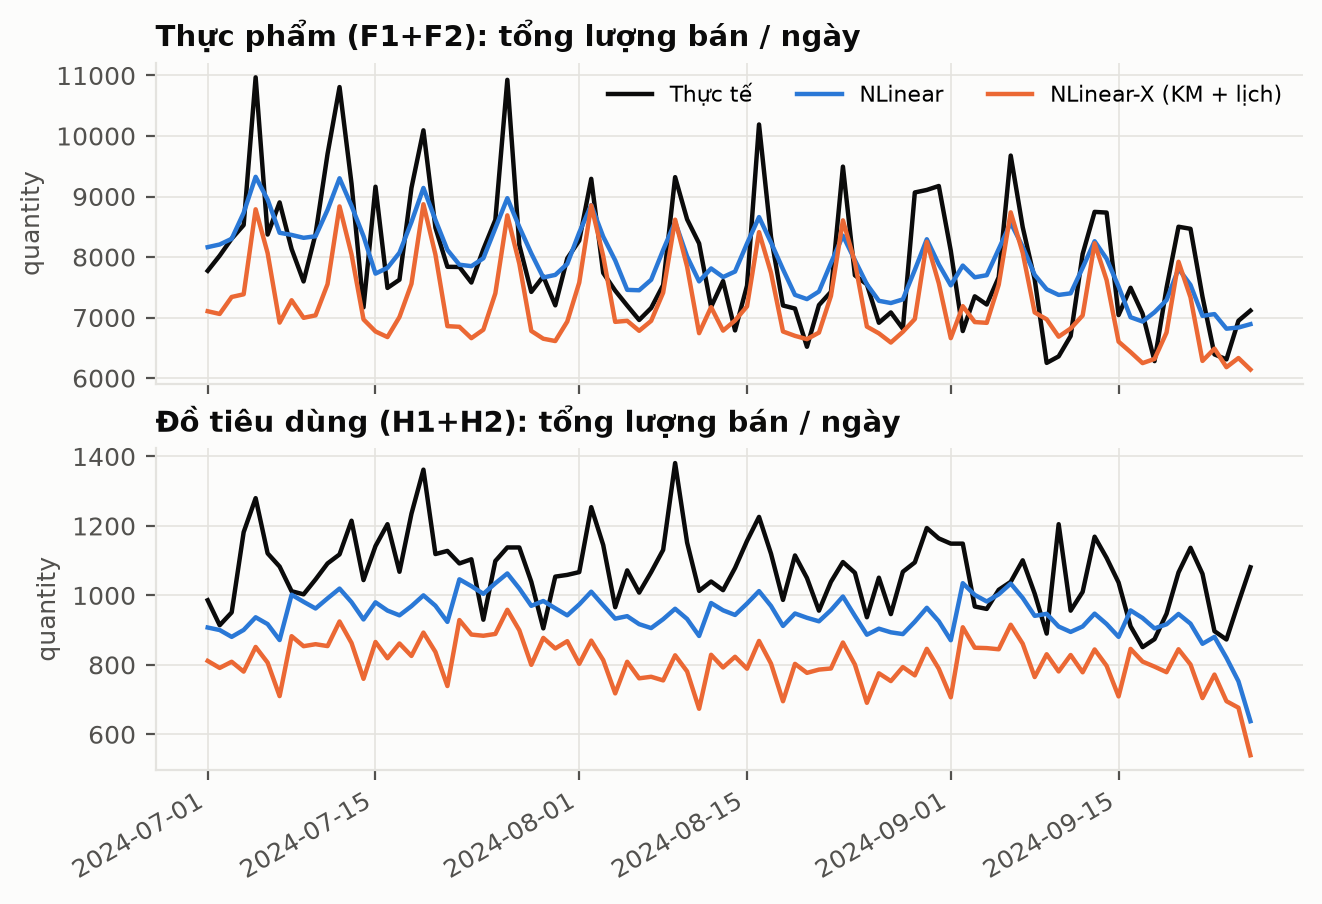 Thực phẩm (F1+F2): tổng lượng bán / ngày
Thực tế
NLinear
NLinear-X (KM + lịch)
quantity
11000
10000
9000
8000
7000
6000
Đồ tiêu dùng (H1+H2): tổng lượng bán / ngày
quantity
1400
1200
1000
800
600
2024-07-01
2024-07-15
2024-08-01
2024-08-15
2024-09-01
2024-09-15